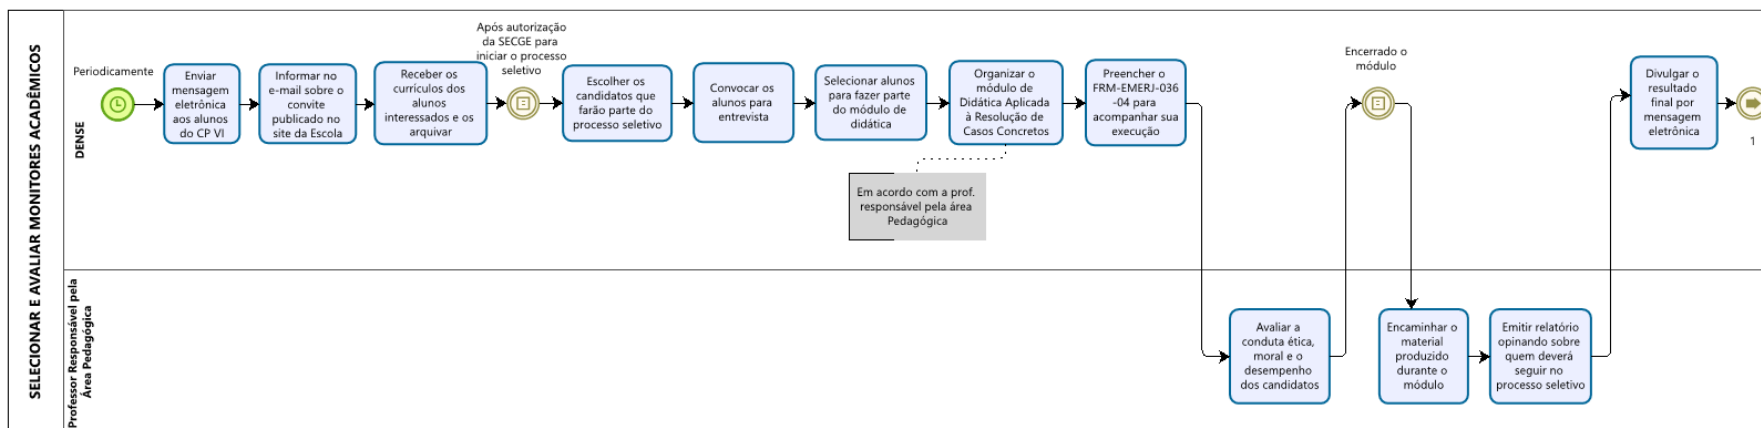 SELECIONAR E AVALIAR MONITORES ACADÊMICOS
DENSE
Periodicamente
Enviar
mensagem
eletrônica
aos alunos
do CP VI
Informar no
e-mail sobre o
convite
publicado no
site da Escola
Receber os
currículos dos
alunos
interessados e os
arquivar
Após autorização
da SECGE para
iniciar o processo
seletivo
Escolher os
candidatos que
farão parte do
processo seletivo
Convocar os
alunos para
entrevista
Selecionar alunos
para fazer parte
do módulo de
didática
Organizar o
módulo de
Didática Aplicada
à Resolução de
Casos Concretos
Em acordo com a prof.
responsável pela área
Pedagógica
Preencher o
FRM-EMERJ-036
-04 para
acompanhar sua
execução
Encerrado o
módulo
Divulgar o
resultado
final por
mensagem
eletrônica
1
Professor Responsável pela
Área Pedagógica
Avaliar a
conduta ética,
moral e o
desempenho
dos candidatos
Encaminhar o
material
produzido
durante o
módulo
Emitir relatório
opinando sobre
quem deverá
seguir no
processo seletivo